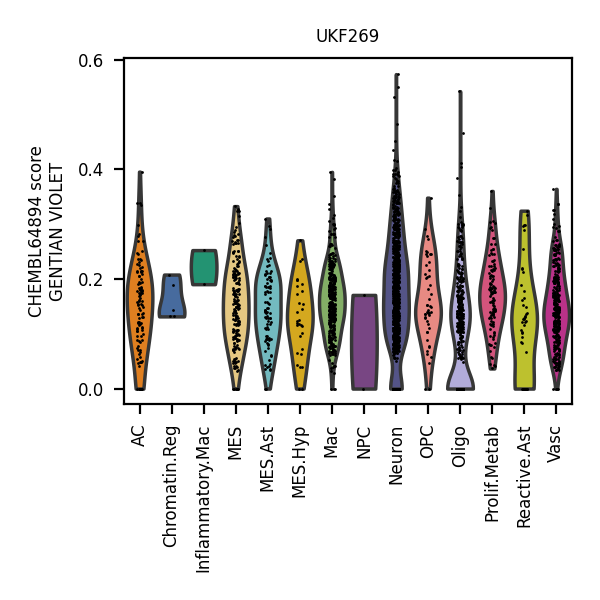 UKF269
CHEMBL64894 score
GENTIAN VIOLET
0.6
0.4
0.2
0.0
AC
Chromatin.Reg
Inflammatory.Mac
MES
MES.Ast
MES.Hyp
Mac
NPC
Neuron
OPC
Oligo
Prolif.Metab
Reactive.Ast
Vasc